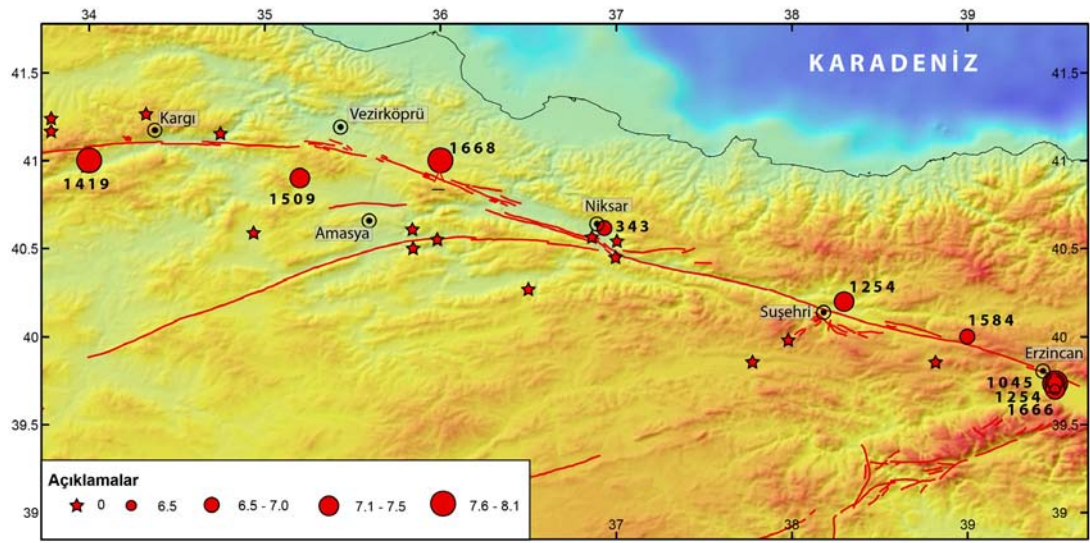 34 35 36 37 38 39
KARADENİZ
41.5 41.5
Vezirköprü
Kargı
1668
41 41
1419
1509
Niksar
343
Amasya
40.5 40.5
1254
Suşehri
1584
40 40
Erzincan
1045
1254
1666
39.5 39.5
Açıklamalar
0 6.5 6.5 - 7.0 7.1 - 7.5 7.6 - 8.1
39 39
37 38 39